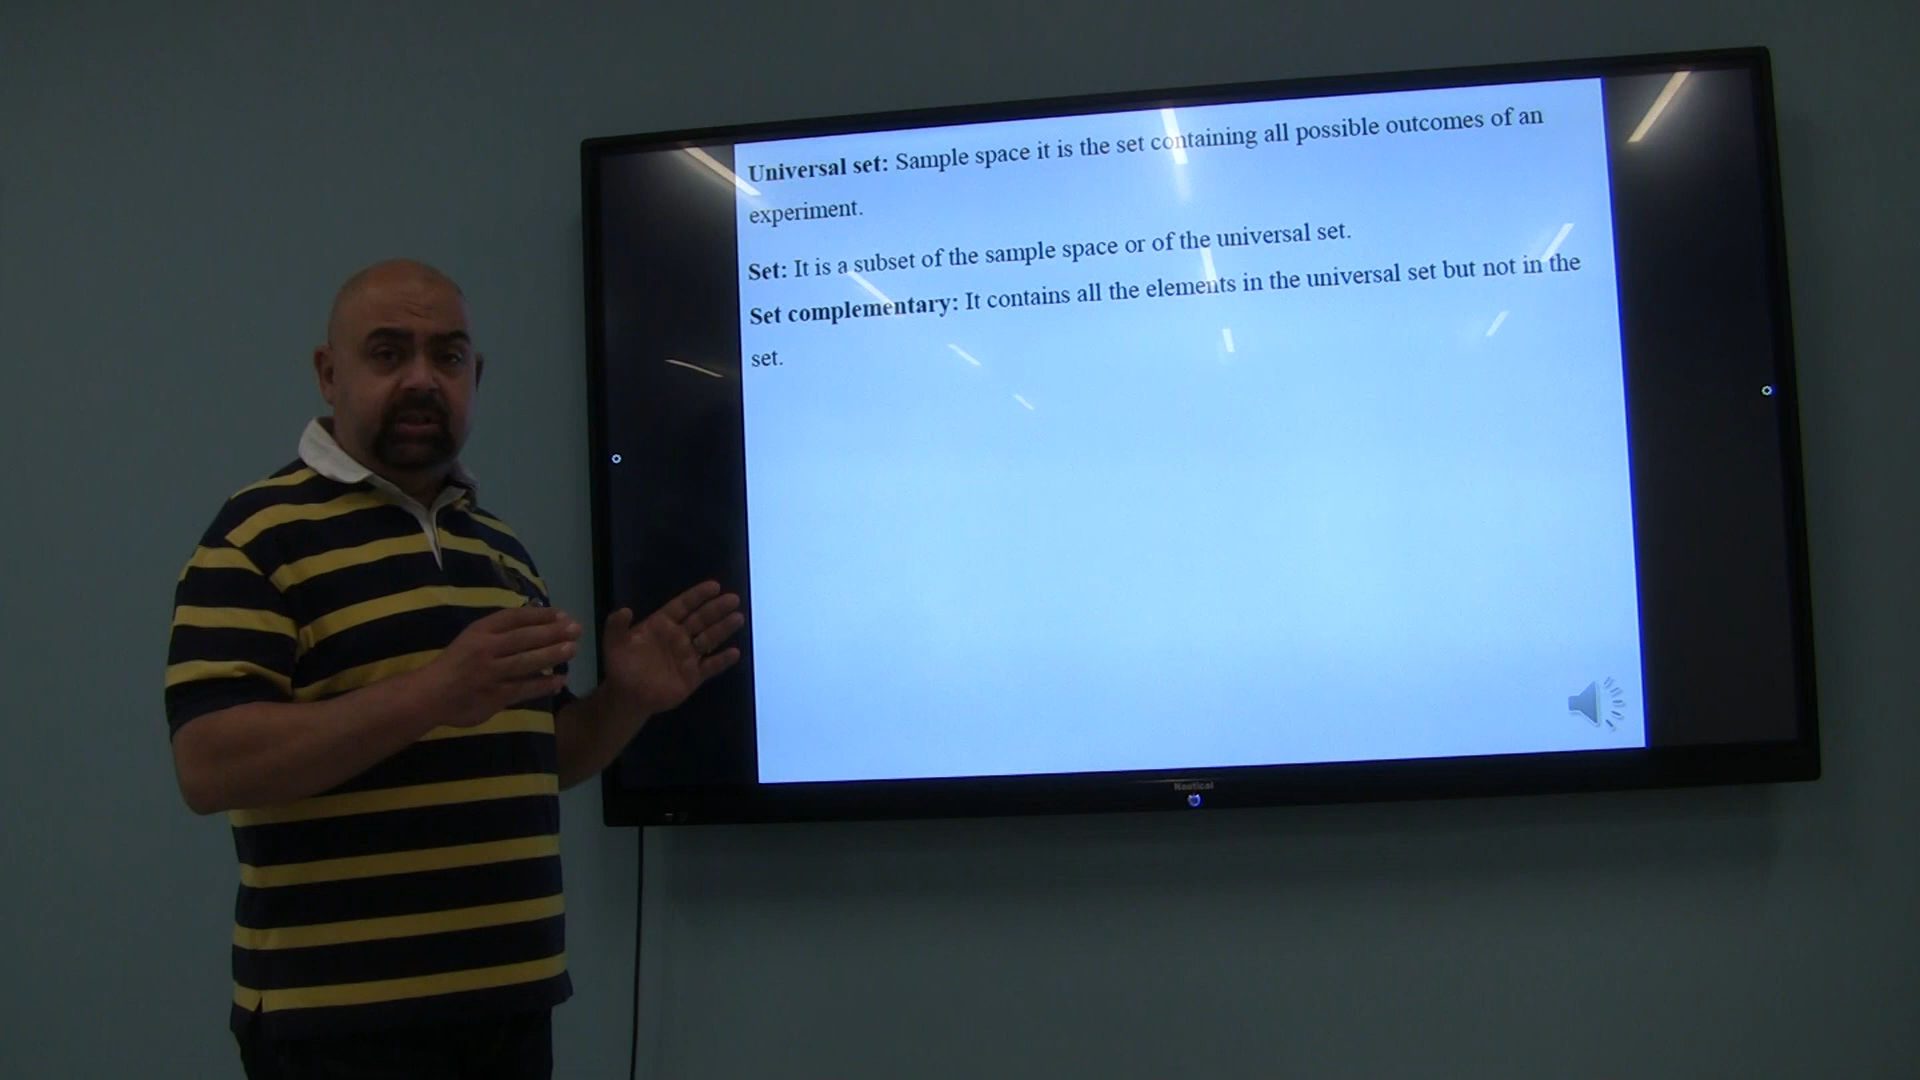 Universal set: Sample space it is the set containing all possible outcomes of an
experiment.
Set: It is a subset of the sample space or of the universal set.
Set complementary: It contains all the elements in the universal set but not in the
set.
Nautical